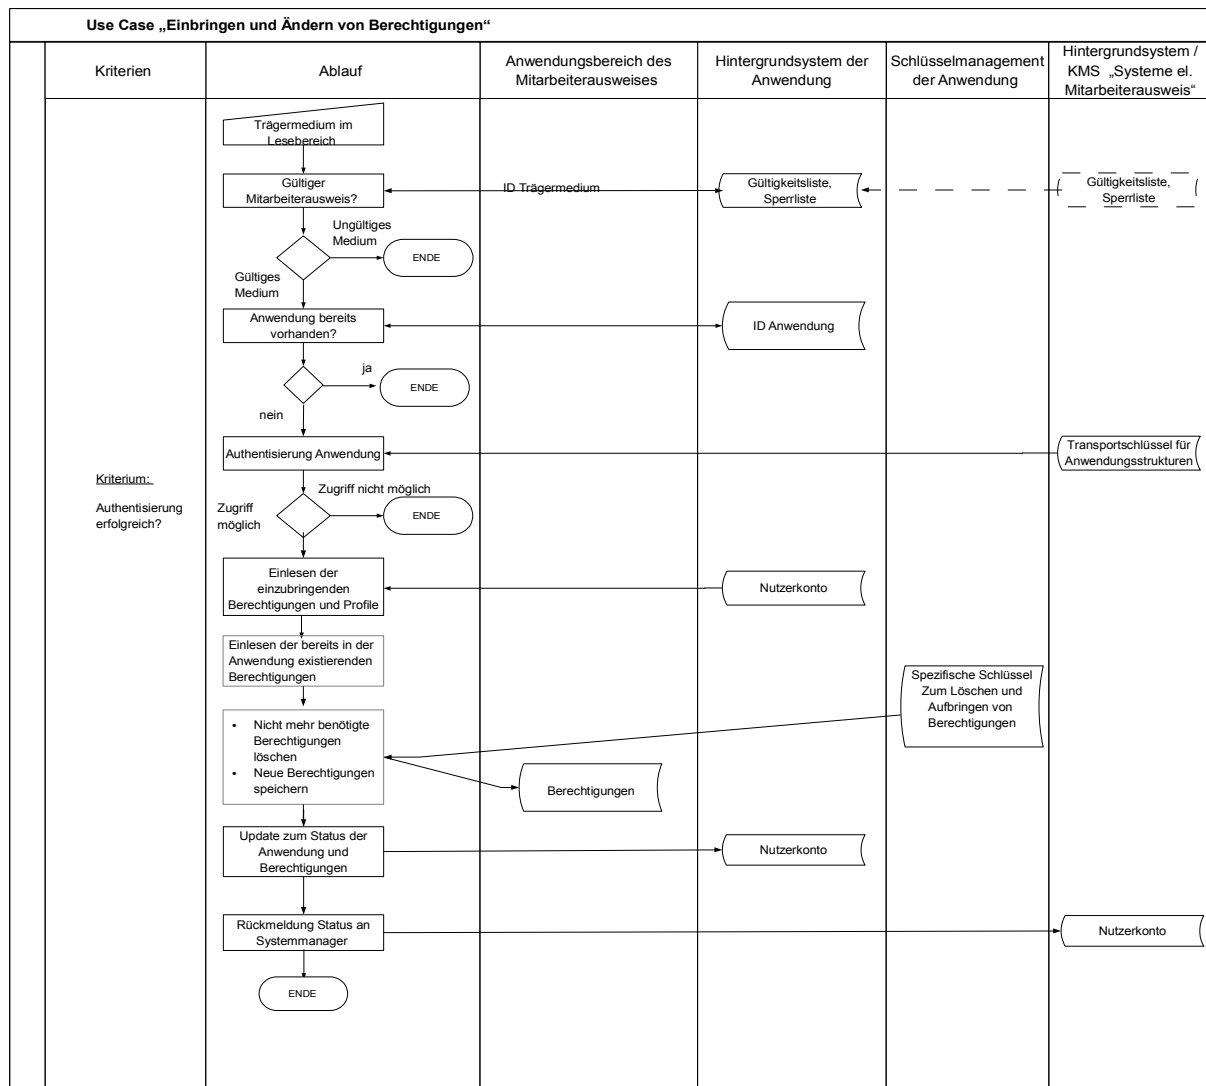 Use Case „Einbringen und Ändern von Berechtigungen“
Kriterien
Ablauf
Anwendungsbereich des
Mitarbeiterausweises
Hintergrundsystem der
Anwendung
Schlüsselmanagement
der Anwendung
Hintergrundsystem /
KMS „Systeme el.
Mitarbeiterausweis“
Trägermedium im
Lesebereich
Gültiger
Mitarbeiterausweis?
ID Trägermedium
Gültigkeitsliste,
Sperrliste
Gültigkeitsliste,
Sperrliste
Ungültiges
Medium
ENDE
Gültiges
Medium
Anwendung bereits
vorhanden?
ID Anwendung
ja
ENDE
nein
Authentisierung Anwendung
Transportschlüssel für
Anwendungsstrukturen
Kriterium:
Authentisierung
erfolgreich?
Zugriff nicht möglich
Zugriff
möglich
ENDE
Einlesen der
einzubringenden
Berechtigungen und Profile
Nutzerkonto
Einlesen der bereits in der
Anwendung existierenden
Berechtigungen
Spezifische Schlüssel
Zum Löschen und
Aufbringen von
Berechtigungen
• Nicht mehr benötigte
Berechtigungen
löschen
• Neue Berechtigungen
speichern
Berechtigungen
Update zum Status der
Anwendung und
Berechtigungen
Nutzerkonto
Rückmeldung Status an
Systemmanager
Nutzerkonto
ENDE